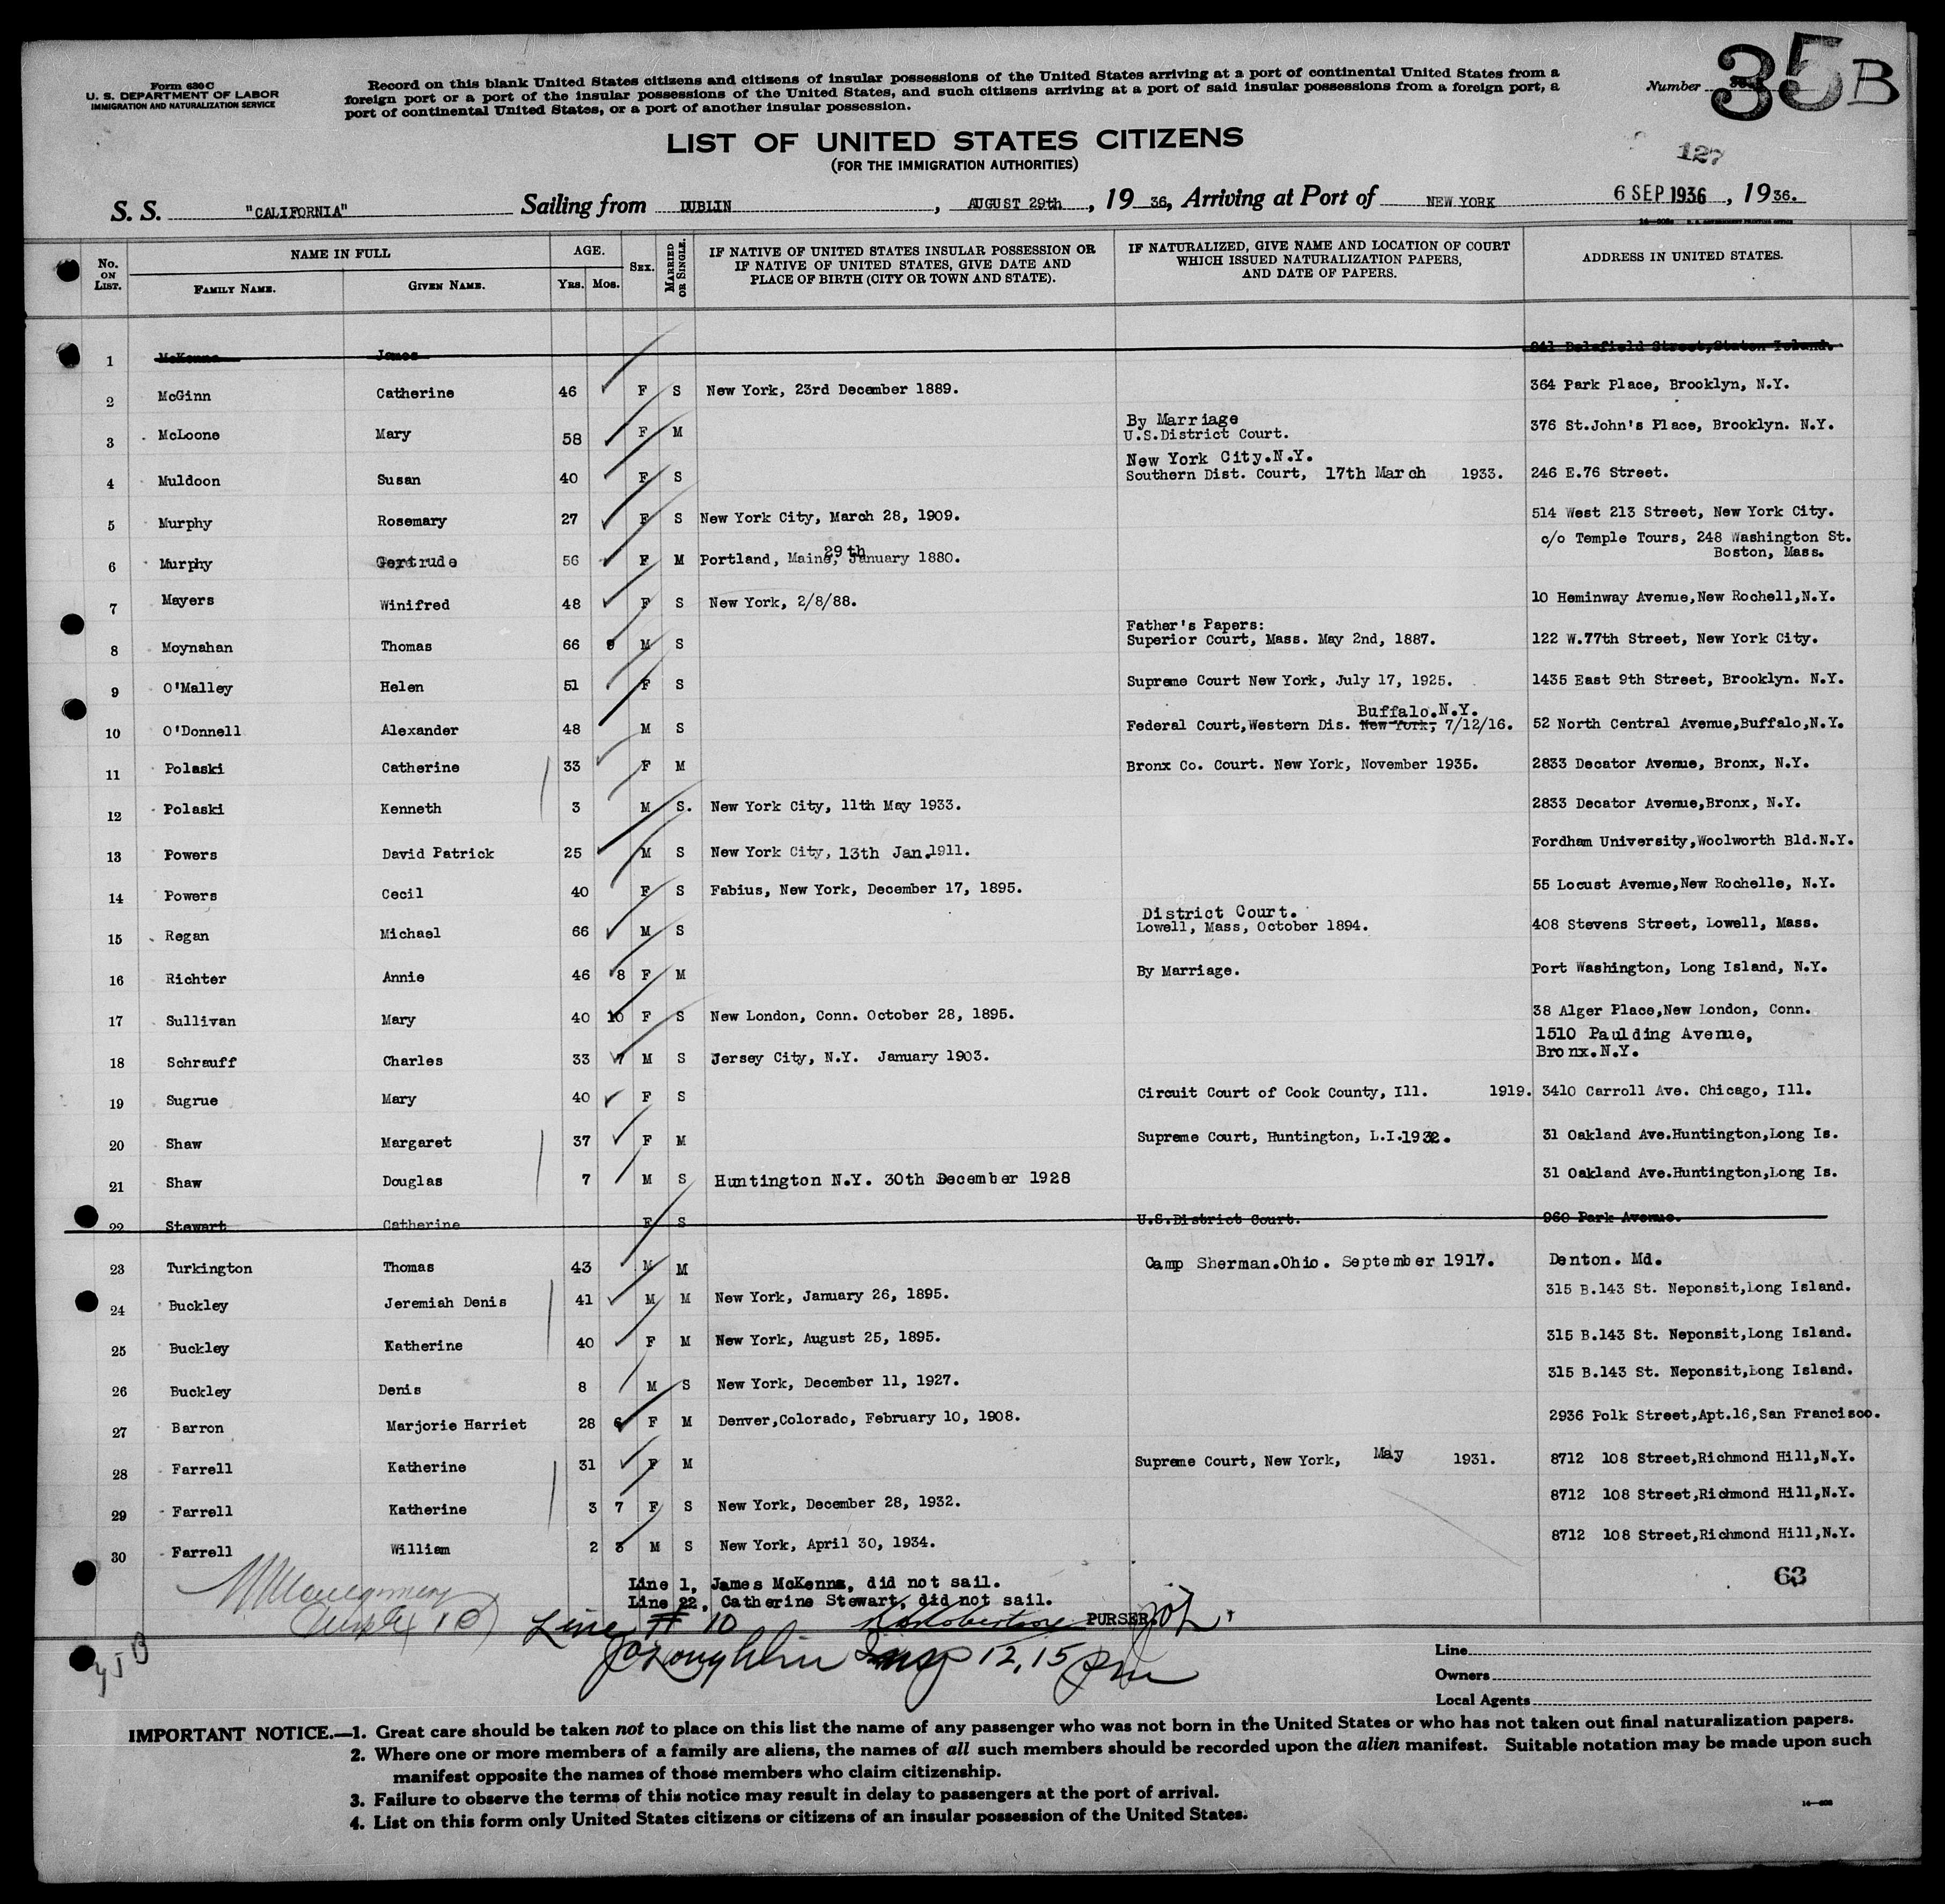 Form 630 C
U. S. DEPARTMENT OF LABOR
IMMIGRATION AND NATURALIZATION SERVICE
Record on this blank United States citizens and citizens of insular possessions of the United States arriving at a port of continental United States from a
foreign port or a port of the insular possessions of the United States, and such citizens arriving at a port of said insular possessions from a foreign port, a
port of continental United States, or a port of another insular possession.
Number 35 B
LIST OF UNITED STATES CITIZENS
(FOR THE IMMIGRATION AUTHORITIES)
127
S. S. "CALIFORNIA" Sailing from DUBLIN, AUGUST 29th, 19 36, Arriving at Port of NEW YORK 6 SEP 1936, 19 36.
No. ON LIST. NAME IN FULL FAMILY NAME. GIVEN NAME. AGE. YRS. MOS. SEX. MARRIED OR SINGLE. IF NATIVE OF UNITED STATES INSULAR POSSESSION OR IF NATIVE OF UNITED STATES, GIVE DATE AND PLACE OF BIRTH (CITY OR TOWN AND STATE). IF NATURALIZED, GIVE NAME AND LOCATION OF COURT WHICH ISSUED NATURALIZATION PAPERS, AND DATE OF PAPERS. ADDRESS IN UNITED STATES.
1 McKenna James 841 Delafield Street, Staten Island.
2 McGinn Catherine 46 F S New York, 23rd December 1889. 364 Park Place, Brooklyn, N.Y.
3 McLoone Mary 58 F M By Marriage U.S.District Court. 376 St.John's Place, Brooklyn. N.Y.
4 Muldoon Susan 40 F S New York City.N.Y. Southern Dist. Court, 17th March 1933. 246 E.76 Street.
5 Murphy Rosemary 27 F S New York City, March 28, 1909. 514 West 213 Street, New York City.
6 Murphy Gertrude 56 F M Portland, Maine, 29th January 1880. c/o Temple Tours, 248 Washington St. Boston, Mass.
7 Mayers Winifred 48 F S New York, 2/8/88. 10 Heminway Avenue,New Rochell,N.Y.
8 Moynahan Thomas 66 9 M S Father's Papers: Superior Court, Mass. May 2nd, 1887. 122 W.77th Street, New York City.
9 O'Malley Helen 51 F S Supreme Court New York, July 17, 1925. 1435 East 9th Street, Brooklyn. N.Y.
10 O'Donnell Alexander 48 M S Federal Court,Western Dis. New York, Buffalo.N.Y. 7/12/16. 52 North Central Avenue,Buffalo,N.Y.
11 Polaski Catherine 33 F M Bronx Co. Court. New York, November 1935. 2833 Decator Avenue, Bronx, N.Y.
12 Polaski Kenneth 3 M S. New York City, 11th May 1933. 2833 Decator Avenue,Bronx, N.Y.
13 Powers David Patrick 25 M S New York City, 13th Jan.1911. Fordham University,Woolworth Bld.N.Y.
14 Powers Cecil 40 F S Fabius, New York, December 17, 1895. 55 Locust Avenue,New Rochelle, N.Y.
15 Regan Michael 66 M S District Court. Lowell, Mass, October 1894. 408 Stevens Street, Lowell, Mass.
16 Richter Annie 46 8 F M By Marriage. Port Washington, Long Island, N.Y.
17 Sullivan Mary 40 10 F S New London, Conn. October 28, 1895. 38 Alger Place,New London, Conn.
18 Schrauff Charles 33 7 M S Jersey City, N.Y. January 1903. 1510 Paulding Avenue, Bronx.N.Y.
19 Sugrue Mary 40 F S Circuit Court of Cook County, Ill. 1919. 3410 Carroll Ave. Chicago, Ill.
20 Shaw Margaret 37 F M Supreme Court, Huntington, L.I.1932. 31 Oakland Ave.Huntington,Long Is.
21 Shaw Douglas 7 M S Huntington N.Y. 30th December 1928 31 Oakland Ave.Huntington,Long Is.
22 Stewart Catherine F S U.S.District Court. 960 Park Avenue.
23 Turkington Thomas 43 M M Camp Sherman.Ohio. September 1917. Denton. Md.
24 Buckley Jeremiah Denis 41 M M New York, January 26, 1895. 315 B.143 St. Neponsit,Long Island.
25 Buckley Katherine 40 F M New York, August 25, 1895. 315 B.143 St. Neponsit,Long Island.
26 Buckley Denis 8 M S New York, December 11, 1927. 315 B.143 St. Neponsit,Long Island.
27 Barron Marjorie Harriet 28 6 F M Denver,Colorado, February 10, 1908. 2936 Polk Street,Apt.16,San Francisco.
28 Farrell Katherine 31 F M Supreme Court, New York, May 1931. 8712 108 Street,Richmond Hill,N.Y.
29 Farrell Katherine 3 7 F S New York, December 28, 1932. 8712 108 Street,Richmond Hill,N.Y.
30 Farrell William 2 3 M S New York, April 30, 1934. 8712 108 Street,Richmond Hill,N.Y.
63
Line 1, James McKenna, did not sail.
Line 22, Catherine Stewart, did not sail.
Montgomery
PURSER.
Line # 10
J O'Loughlin Insp 12,15 Pm
45 B
Line
Owners
Local Agents
IMPORTANT NOTICE.—1. Great care should be taken not to place on this list the name of any passenger who was not born in the United States or who has not taken out final naturalization papers.
2. Where one or more members of a family are aliens, the names of all such members should be recorded upon the alien manifest. Suitable notation may be made upon such
manifest opposite the names of those members who claim citizenship.
3. Failure to observe the terms of this notice may result in delay to passengers at the port of arrival.
4. List on this form only United States citizens or citizens of an insular possession of the United States.